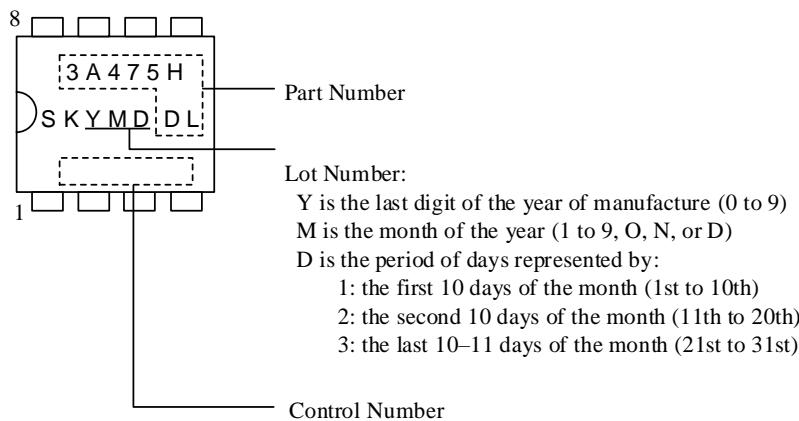 8
3A475H
SKYMD DL
1
Part Number
Lot Number:
Y is the last digit of the year of manufacture (0 to 9)
M is the month of the year (1 to 9, O, N, or D)
D is the period of days represented by:
1: the first 10 days of the month (1st to 10th)
2: the second 10 days of the month (11th to 20th)
3: the last 10–11 days of the month (21st to 31st)
Control Number